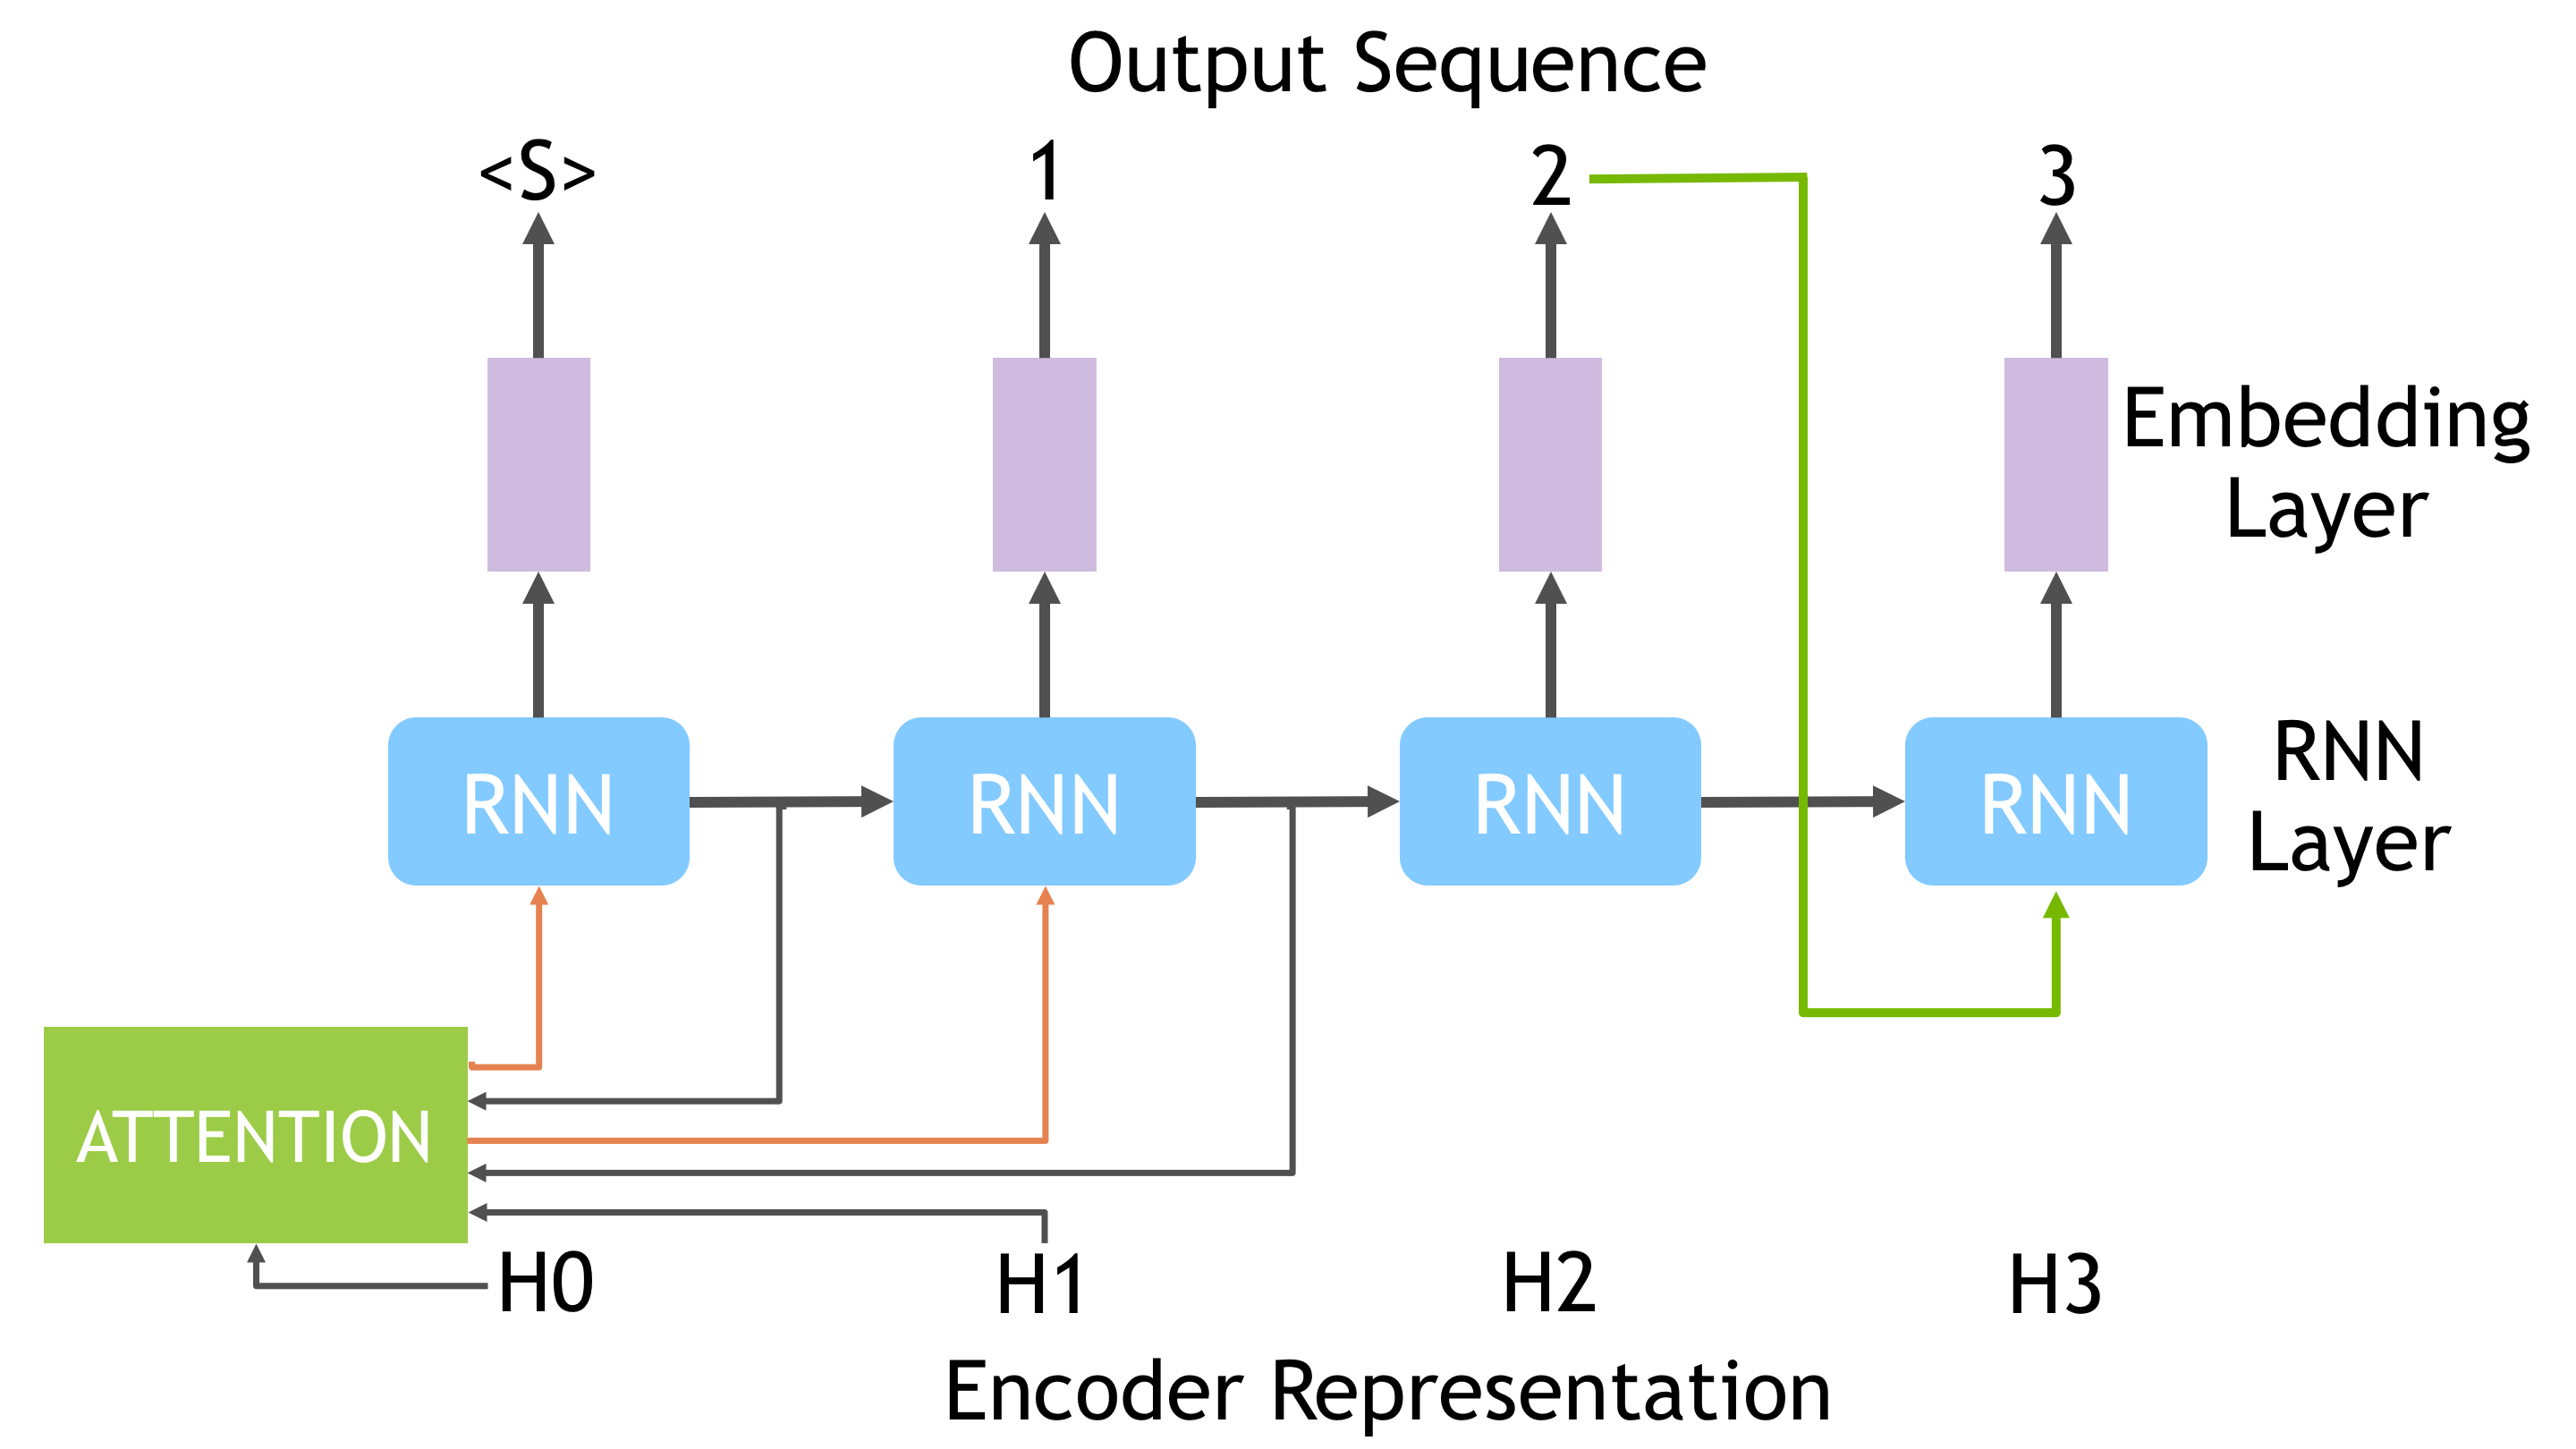 Output Sequence
<S> 1 2 3
Embedding
Layer
RNN RNN RNN RNN
RNN
Layer
ATTENTION
H0 H1 H2 H3
Encoder Representation